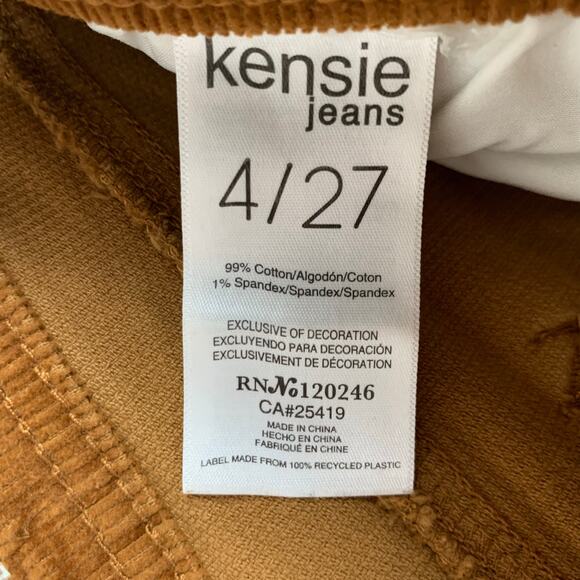 kensie
jeans
4/27
99% Cotton/Algodón/Coton
1% Spandex/Spandex/Spandex
EXCLUSIVE OF DECORATION
EXCLUYENDO PARA DECORACIÓN
EXCLUSIVEMENT DE DÉCORATION
RN№120246
CA#25419
MADE IN CHINA
HECHO EN CHINA
FABRIQUÉ EN CHINE
LABEL MADE FROM 100% RECYCLED PLASTIC